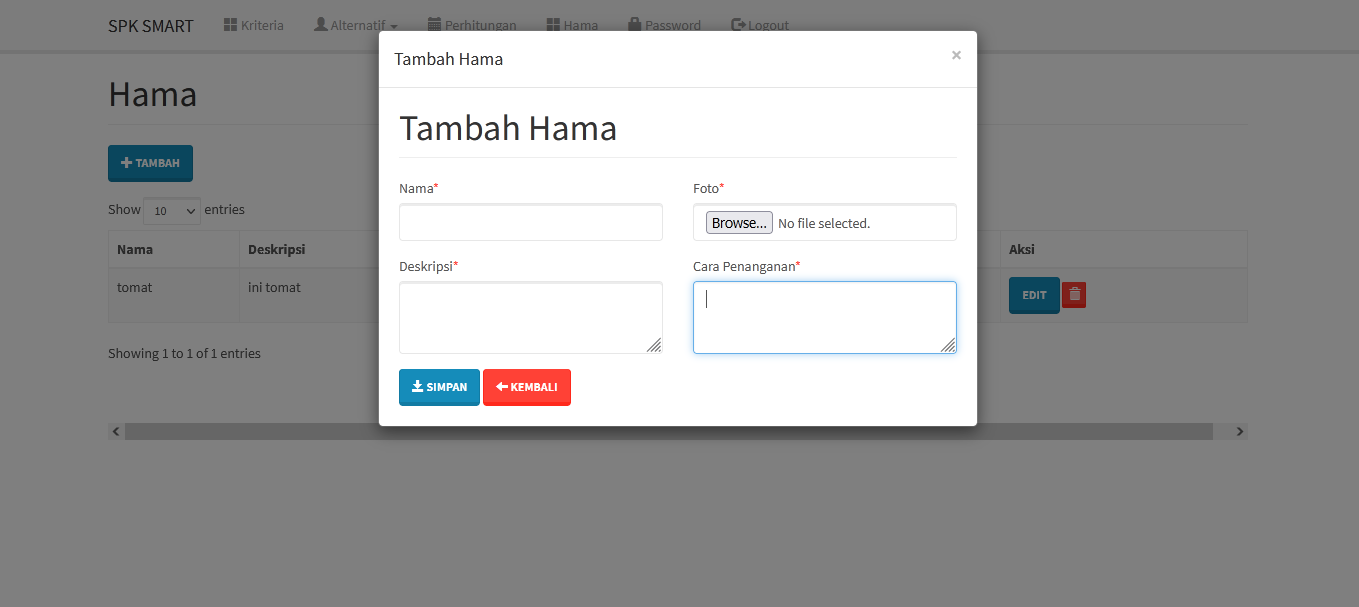 SPK SMART Kriteria Alternatif Perhitungan Hama Password Logout
Tambah Hama ×
Hama
Tambah Hama
TAMBAH
Nama* Foto*
Show 10 entries
Browse... No file selected.
Nama Deskripsi Aksi
Deskripsi* Cara Penanganan*
tomat ini tomat EDIT
Showing 1 to 1 of 1 entries
SIMPAN KEMBALI